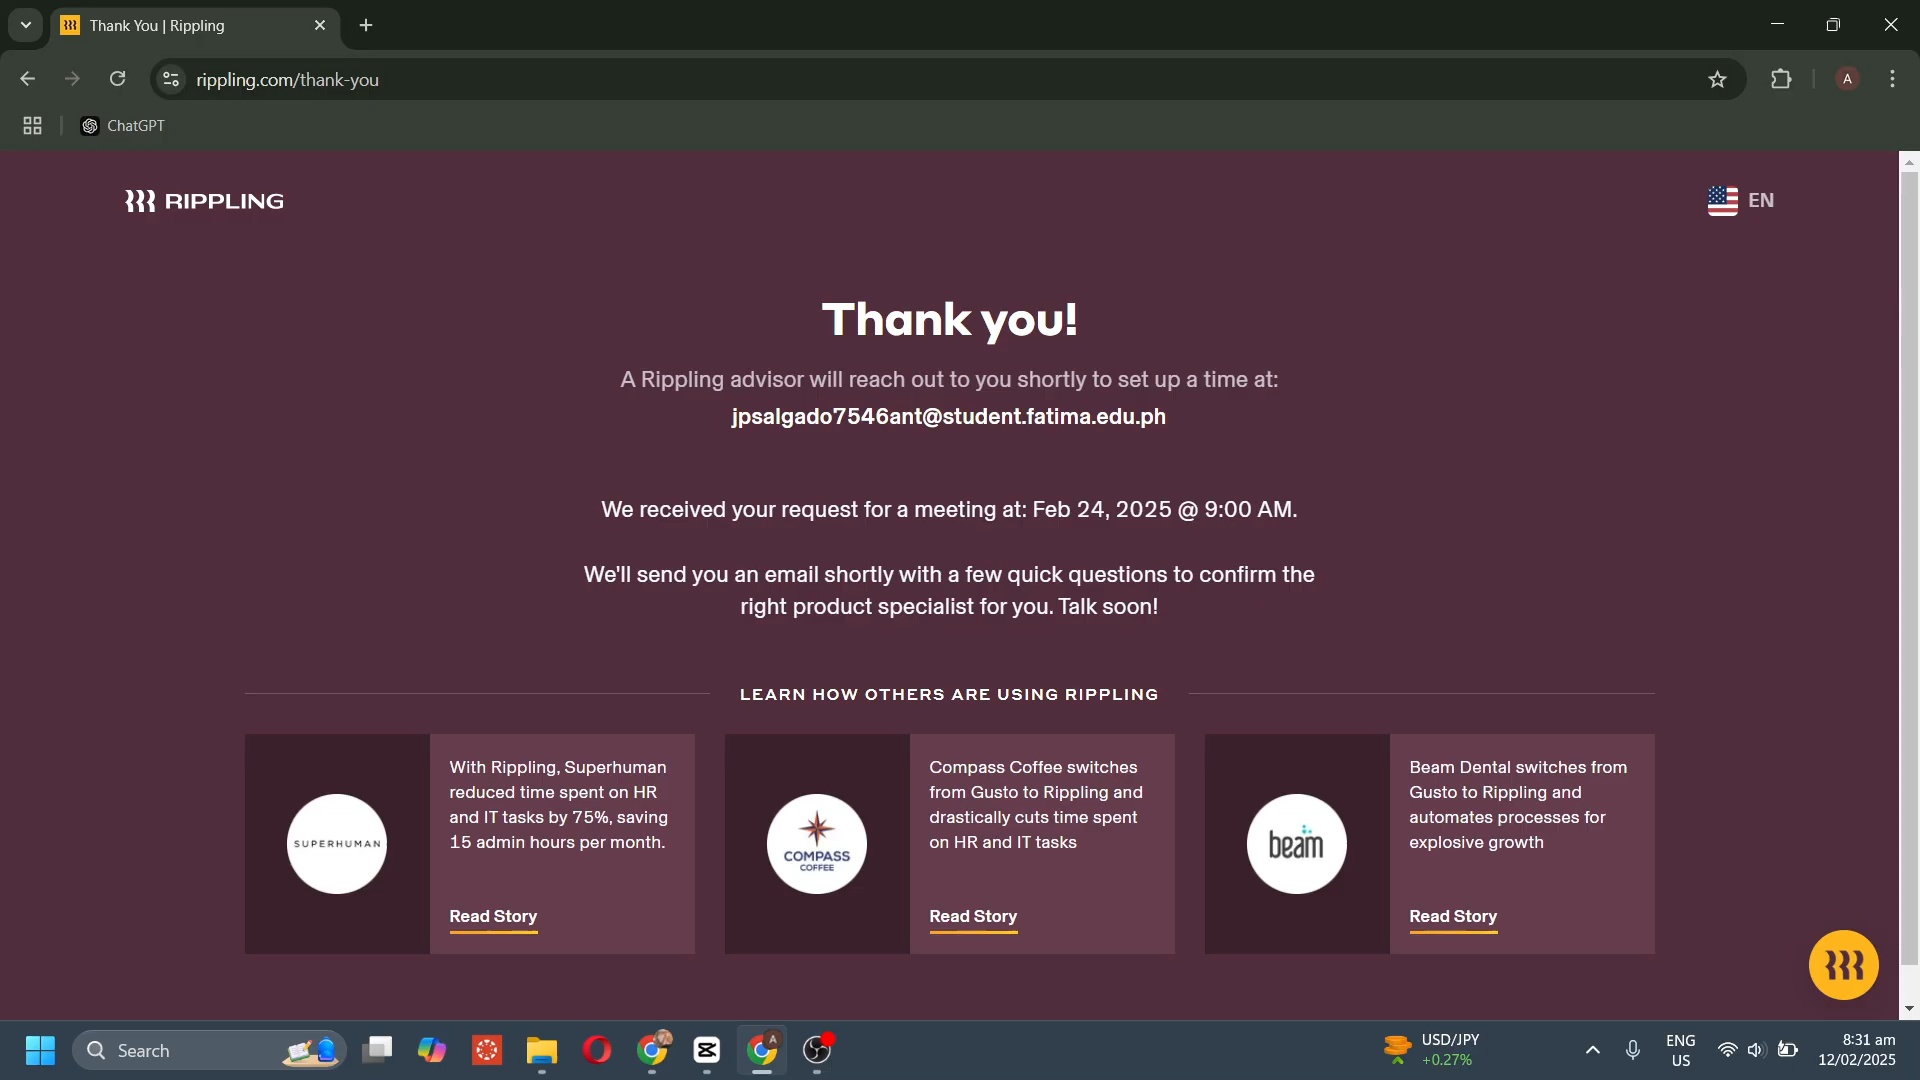 Thank You | Rippling
rippling.com/thank-you
A
ChatGPT
RIPPLING
EN
Thank you!
A Rippling advisor will reach out to you shortly to set up a time at:
jpsalgado7546ant@student.fatima.edu.ph
We received your request for a meeting at: Feb 24, 2025 @ 9:00 AM.
We'll send you an email shortly with a few quick questions to confirm the
right product specialist for you. Talk soon!
LEARN HOW OTHERS ARE USING RIPPLING
SUPERHUMAN
With Rippling, Superhuman
reduced time spent on HR
and IT tasks by 75%, saving
15 admin hours per month.
Read Story
COMPASS
COFFEE
Compass Coffee switches
from Gusto to Rippling and
drastically cuts time spent
on HR and IT tasks
Read Story
beam
Beam Dental switches from
Gusto to Rippling and
automates processes for
explosive growth
Read Story
Search
A
USD/JPY
+0.27%
ENG
US
8:31 am
12/02/2025